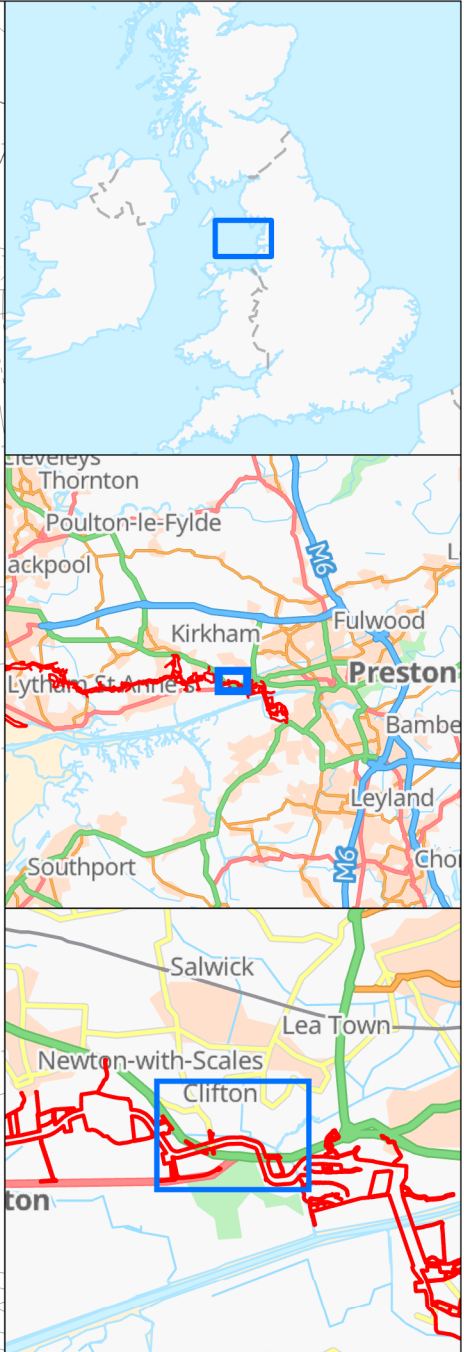 Cleveleys
Thornton
Poulton-le-Fylde
ackpool
L
M6
Kirkham
Fulwood
Lytham St Anne's
Preston
Bambe
Leyland
M6
Chor
Southport
Salwick
Lea Town
Newton-with-Scales
Clifton
ton